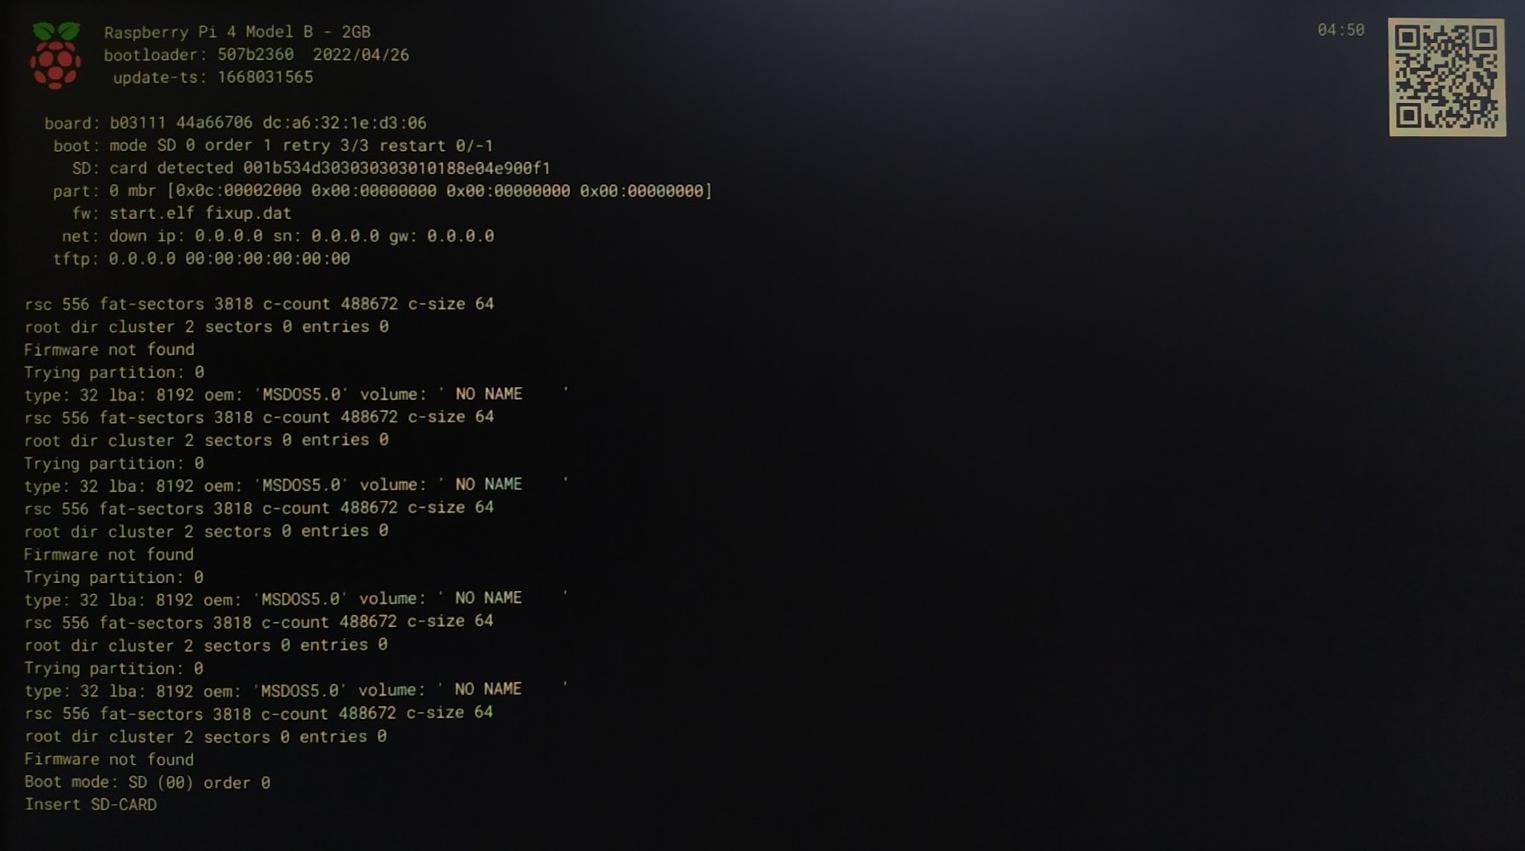 Raspberry Pi 4 Model B - 2GB
bootloader: 507b2360 2022/04/26
update-ts: 1668031565
04:50
board: b03111 44a66706 dc:a6:32:1e:d3:06
boot: mode SD 0 order 1 retry 3/3 restart 0/-1
SD: card detected 001b534d303030303010188e04e900f1
part: 0 mbr [0x0c:00002000 0x00:00000000 0x00:00000000 0x00:00000000]
fw: start.elf fixup.dat
net: down ip: 0.0.0.0 sn: 0.0.0.0 gw: 0.0.0.0
tftp: 0.0.0.0 00:00:00:00:00:00
rsc 556 fat-sectors 3818 c-count 488672 c-size 64
root dir cluster 2 sectors 0 entries 0
Firmware not found
Trying partition: 0
type: 32 lba: 8192 oem: 'MSDOS5.0' volume: ' NO NAME '
rsc 556 fat-sectors 3818 c-count 488672 c-size 64
root dir cluster 2 sectors 0 entries 0
Trying partition: 0
type: 32 lba: 8192 oem: 'MSDOS5.0' volume: ' NO NAME '
rsc 556 fat-sectors 3818 c-count 488672 c-size 64
root dir cluster 2 sectors 0 entries 0
Firmware not found
Trying partition: 0
type: 32 lba: 8192 oem: 'MSDOS5.0' volume: ' NO NAME '
rsc 556 fat-sectors 3818 c-count 488672 c-size 64
root dir cluster 2 sectors 0 entries 0
Trying partition: 0
type: 32 lba: 8192 oem: 'MSDOS5.0' volume: ' NO NAME '
rsc 556 fat-sectors 3818 c-count 488672 c-size 64
root dir cluster 2 sectors 0 entries 0
Firmware not found
Boot mode: SD (00) order 0
Insert SD-CARD